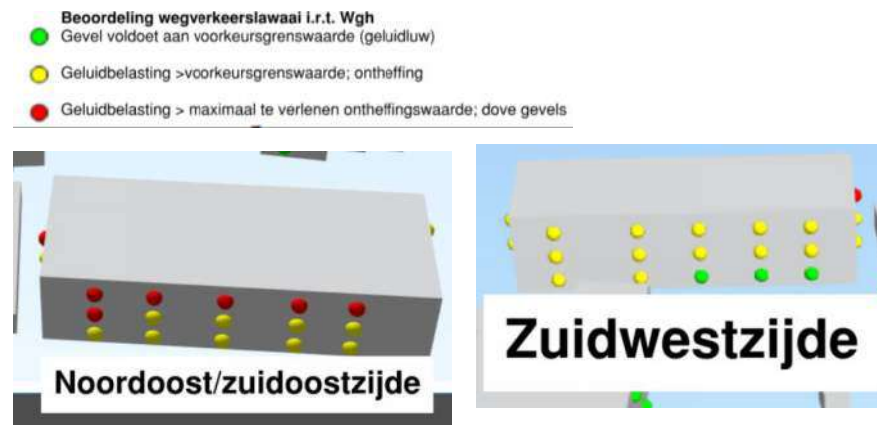 Beoordeling wegverkeerslawaai i.r.t. Wgh
Gevel voldoet aan voorkeursgrenswaarde (geluidluw)
Geluidbelasting >voorkeursgrenswaarde; ontheffing
Geluidbelasting > maximaal te verlenen ontheffingswaarde; dove gevels
Noordoost/zuidoostzijde
Zuidwestzijde